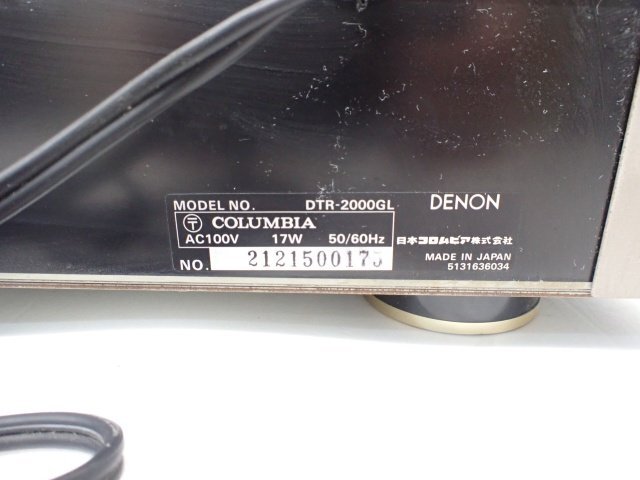 MODEL NO. DTR-2000GL DENON
〒 COLUMBIA
AC100V 17W 50/60Hz 日本コロムビア株式会社
NO. MADE IN JAPAN
5131636034